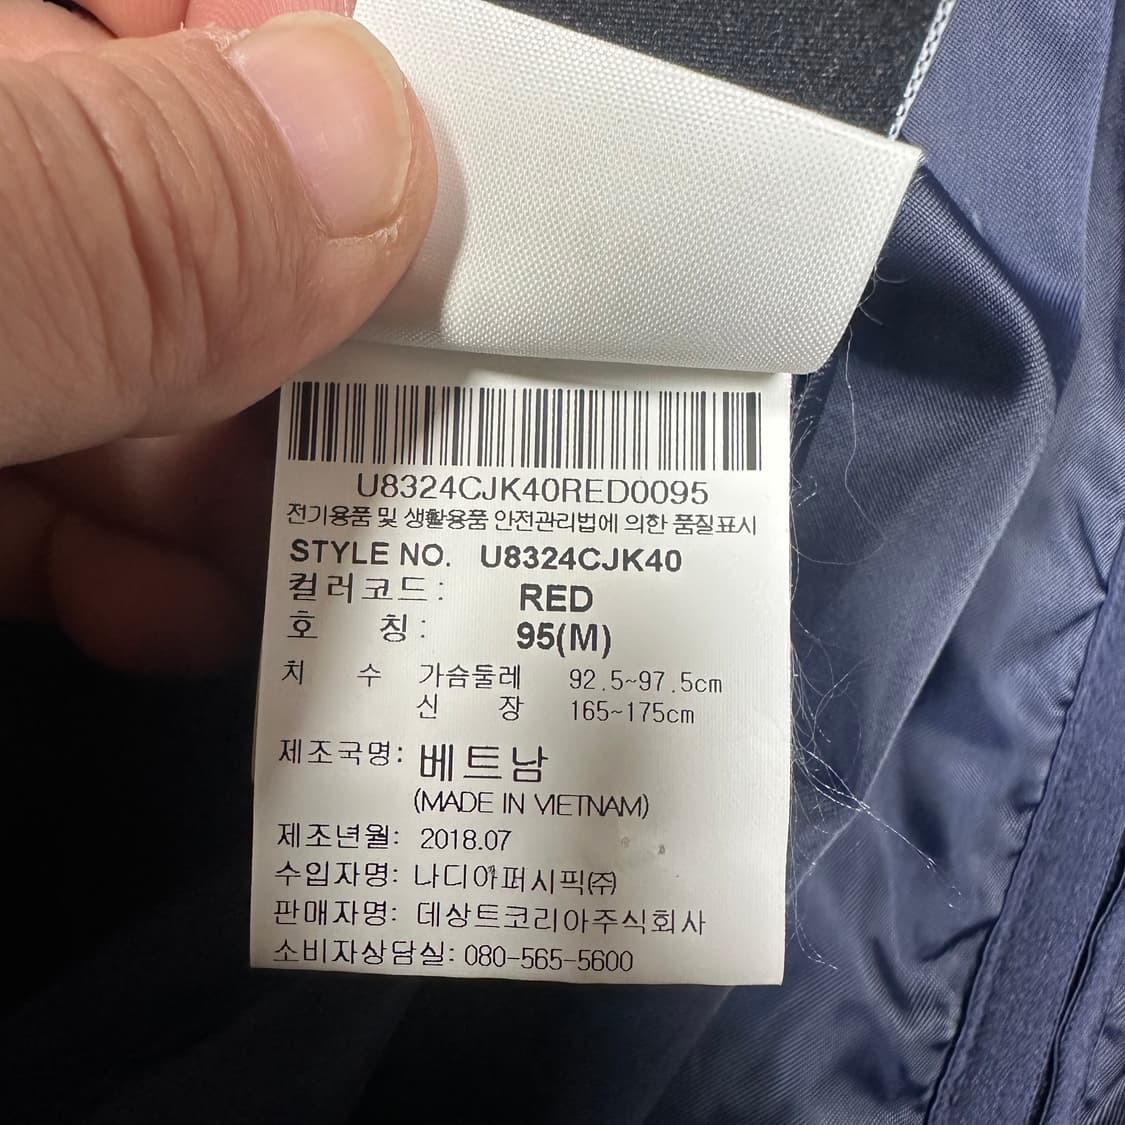 U8324CJK40RED0095
전기용품 및 생활용품 안전관리법에 의한 품질표시
STYLE NO. U8324CJK40
컬러코드: RED
호 칭: 95(M)
치 수 가슴둘레 92.5~97.5cm
신 장 165~175cm
제조국명: 베트남
(MADE IN VIETNAM)
제조년월: 2018.07
수입자명: 나디아퍼시픽(주)
판매자명: 데상트코리아주식회사
소비자상담실: 080-565-5600